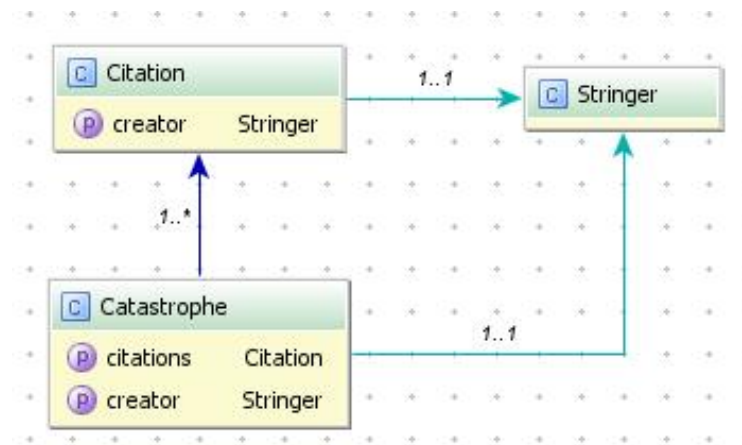 C Citation
P creator Stringer
1..1
C Stringer
1..*
C Catastrophe
P citations Citation
P creator Stringer
1..1